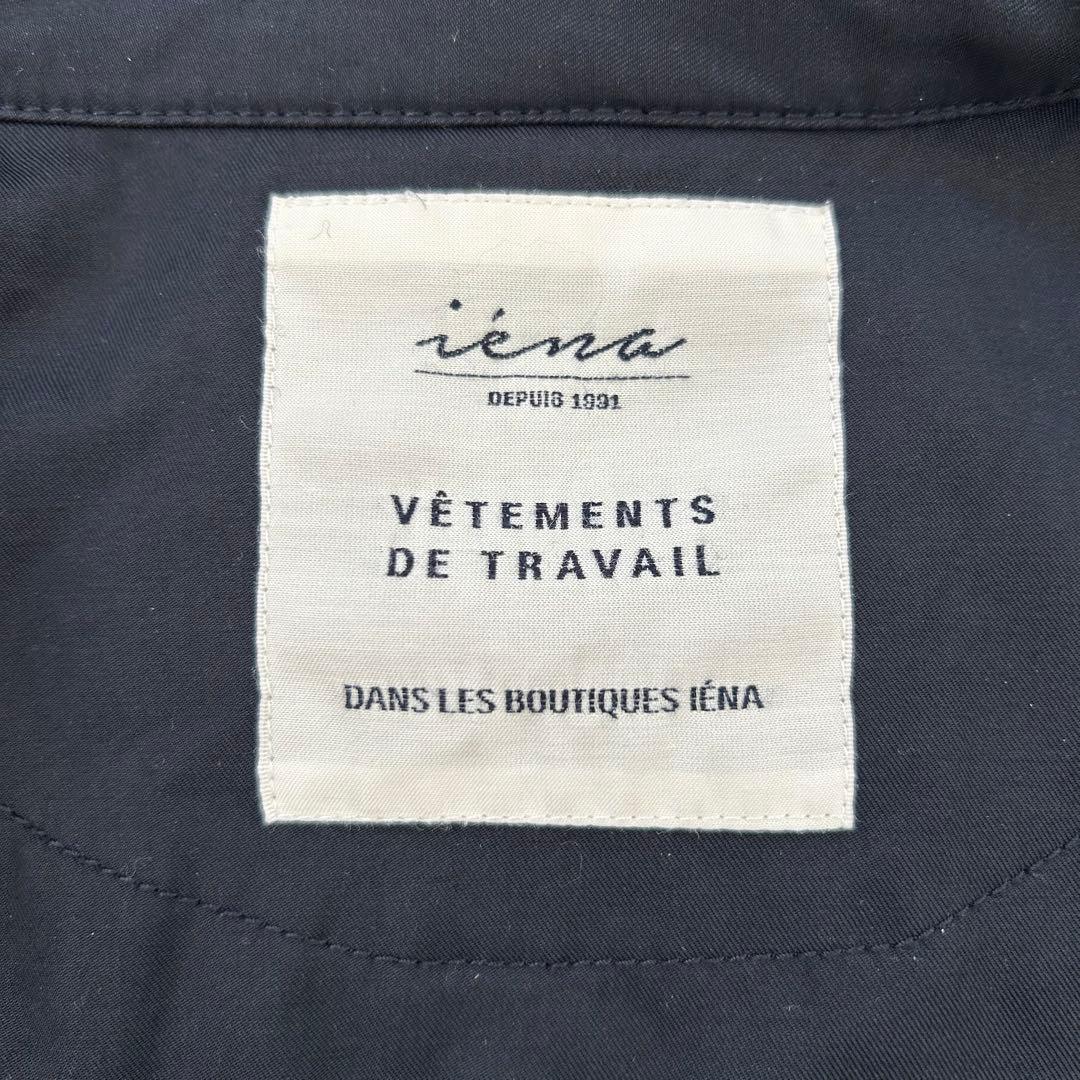 iéna
DEPUIS 1991
VÊTEMENTS
DE TRAVAIL
DANS LES BOUTIQUES IÉNA